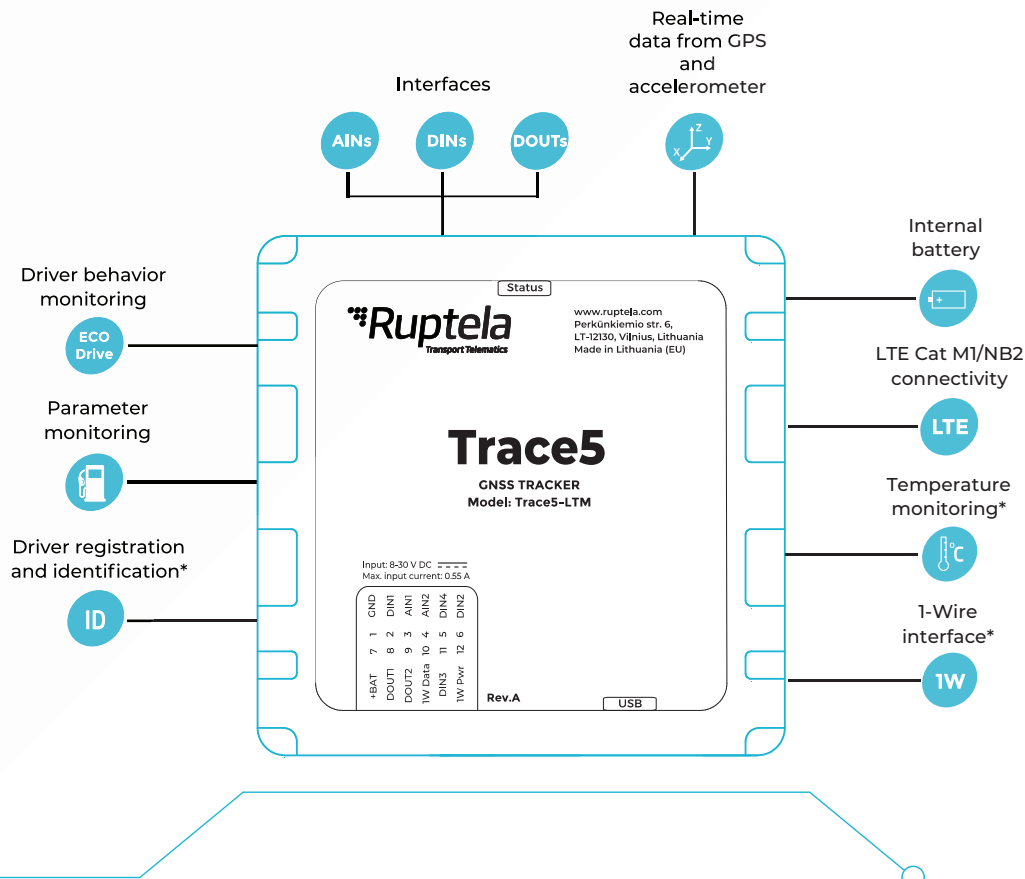 Real-time
data from GPS
and
accelerometer
Interfaces
AINs DINs DOUTs
Z
X Y
Internal
battery
+
Driver behavior
monitoring
ECO
Drive
LTE Cat M1/NB2
connectivity
LTE
Parameter
monitoring
Temperature
monitoring*
°C
Driver registration
and identification*
ID
1-Wire
interface*
1W
Status
Ruptela
Transport Telematics
www.ruptela.com
Perkūnkiemio str. 6,
LT-12130, Vilnius, Lithuania
Made in Lithuania (EU)
Trace5
GNSS TRACKER
Model: Trace5-LTM
Input: 8-30 V DC
Max. input current: 0.55 A
+BAT 7 1 GND
DOUT1 8 2 DIN1
DOUT2 9 3 AIN1
1W Data 10 4 AIN2
DIN3 11 5 DIN4
1W Pwr 12 6 DIN2
Rev.A
USB